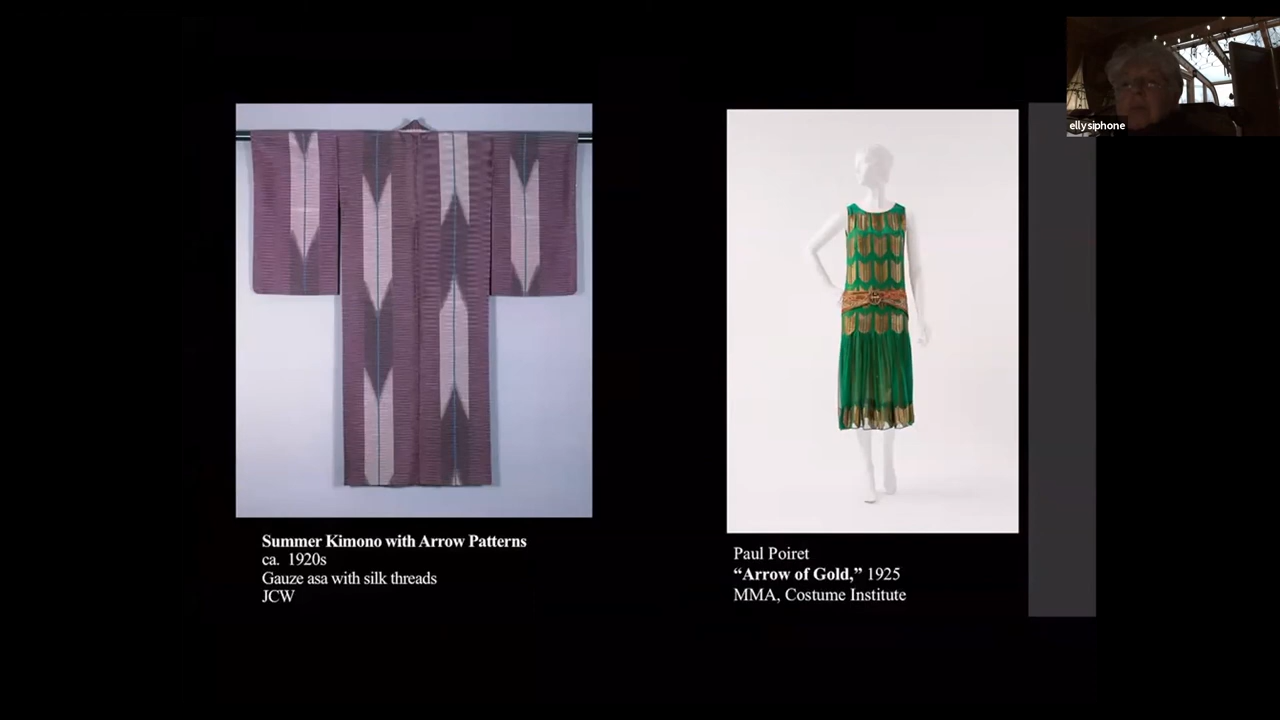 ellysiphone
Summer Kimono with Arrow Patterns
ca. 1920s
Gauze asa with silk threads
JCW
Paul Poiret
“Arrow of Gold,” 1925
MMA, Costume Institute